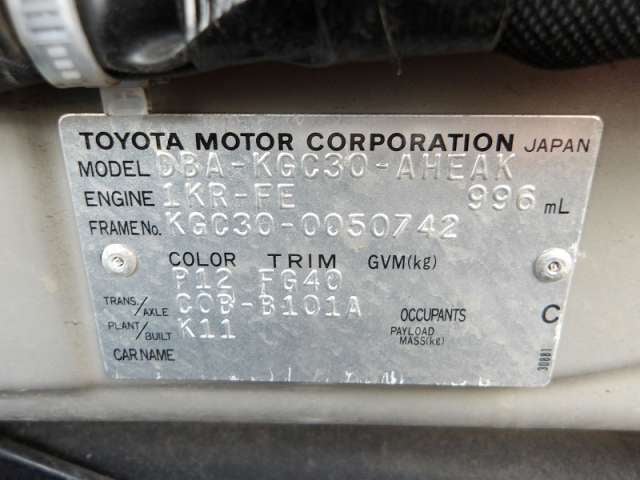 TOYOTA MOTOR CORPORATION JAPAN
MODEL DBA-KGC30-AHEAK
ENGINE 1KR-FE 996 mL
FRAME No. KGC30-0050742
COLOR TRIM GVM(kg)
P12 FG40
TRANS./AXLE C0B-B101A OCCUPANTS C
PLANT/BUILT K11 PAYLOAD MASS(kg)
CAR NAME